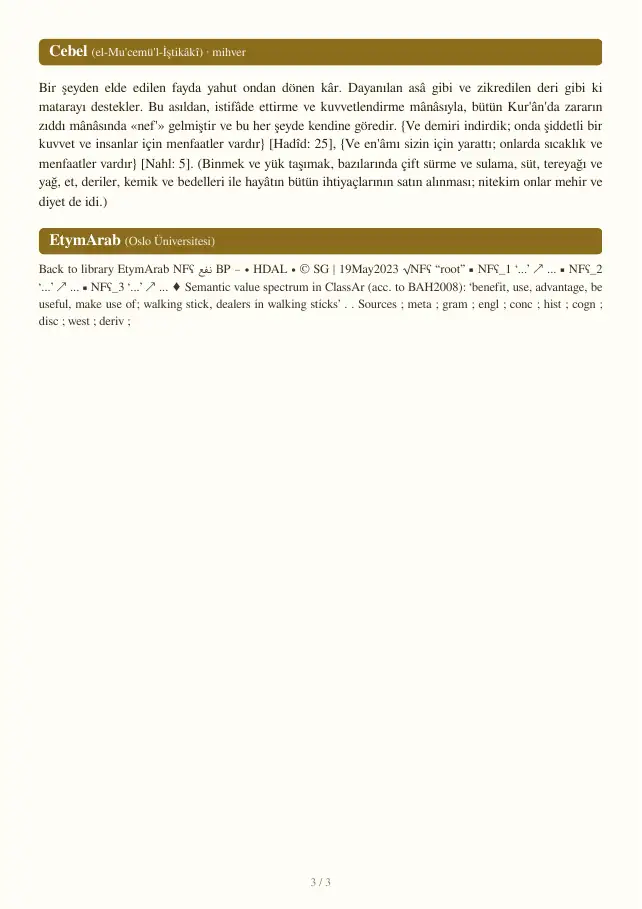 Cebel (el-Mu'cemü'l-İştikâkî) · mihver
Bir şeyden elde edilen fayda yahut ondan dönen kâr. Dayanılan asâ gibi ve zikredilen deri gibi ki
matarayı destekler. Bu asıldan, istifâde ettirme ve kuvvetlendirme mânâsıyla, bütün Kur'ân'da zararın
zıddı mânâsında «nef'» gelmiştir ve bu her şeyde kendine göredir. {Ve demiri indirdik; onda şiddetli bir
kuvvet ve insanlar için menfaatler vardır} [Hadîd: 25], {Ve en'âmı sizin için yarattı; onlarda sıcaklık ve
menfaatler vardır} [Nahl: 5]. (Binmek ve yük taşımak, bazılarında çift sürme ve sulama, süt, tereyağı ve
yağ, et, deriler, kemik ve bedelleri ile hayâtın bütün ihtiyaçlarının satın alınması; nitekim onlar mehir ve
diyet de idi.)
EtymArab (Oslo Üniversitesi)
Back to library EtymArab NFʕ نفع BP – • HDAL • © SG | 19May2023 √NFʕ “root” ▪ NFʕ_1 ‘...’ ↗ ... ▪ NFʕ_2
‘...’ ↗ ... ▪ NFʕ_3 ‘...’ ↗ ... ♦ Semantic value spectrum in ClassAr (acc. to BAH2008): ‘benefit, use, advantage, be
useful, make use of; walking stick, dealers in walking sticks’ . . Sources ; meta ; gram ; engl ; conc ; hist ; cogn ;
disc ; west ; deriv ;
3 / 3